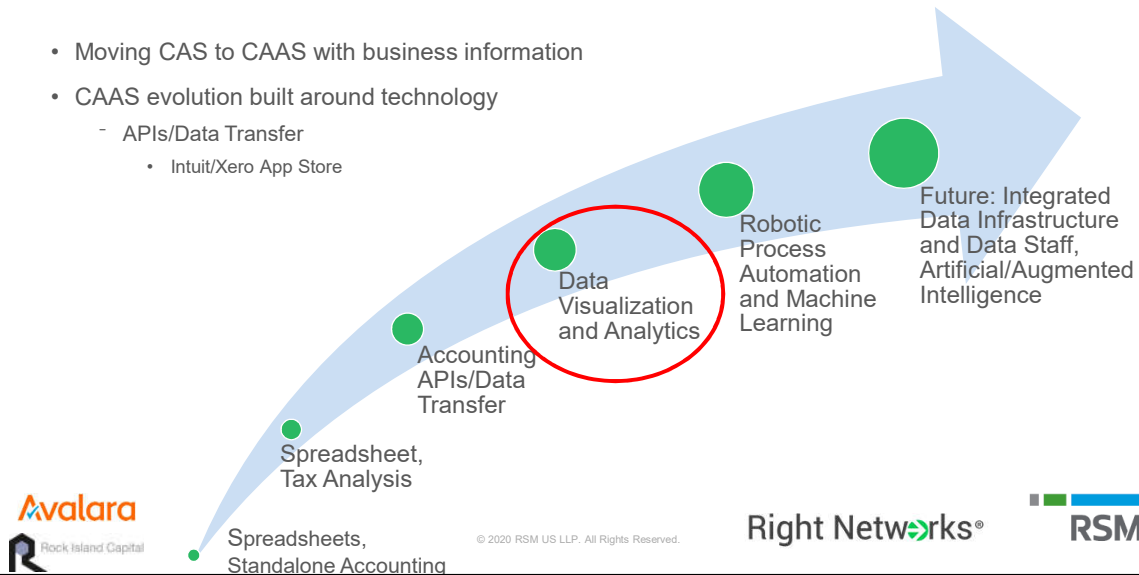 • Moving CAS to CAAS with business information
• CAAS evolution built around technology
- APIs/Data Transfer
• Intuit/Xero App Store
Future: Integrated
Data Infrastructure
and Data Staff,
Artificial/Augmented
Intelligence
Robotic
Process
Automation
and Machine
Learning
Data
Visualization
and Analytics
Accounting
APIs/Data
Transfer
Spreadsheet,
Tax Analysis
Spreadsheets,
Standalone Accounting
Avalara
Rock Island Capital
© 2020 RSM US LLP. All Rights Reserved.
Right Networks®
RSM